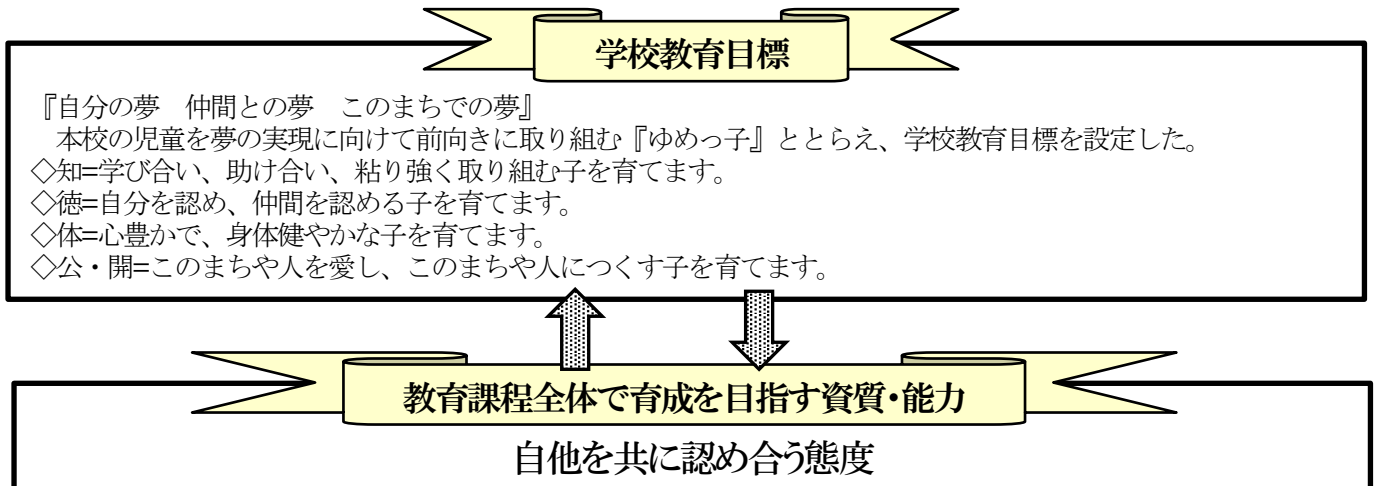 学校教育目標
『自分の夢　仲間との夢　このまちでの夢』
　本校の児童を夢の実現に向けて前向きに取り組む『ゆめっ子』ととらえ、学校教育目標を設定した。
◇知=学び合い、助け合い、粘り強く取り組む子を育てます。
◇徳=自分を認め、仲間を認める子を育てます。
◇体=心豊かで、身体健やかな子を育てます。
◇公・開=このまちや人を愛し、このまちや人につくす子を育てます。
教育課程全体で育成を目指す資質・能力
自他を共に認め合う態度